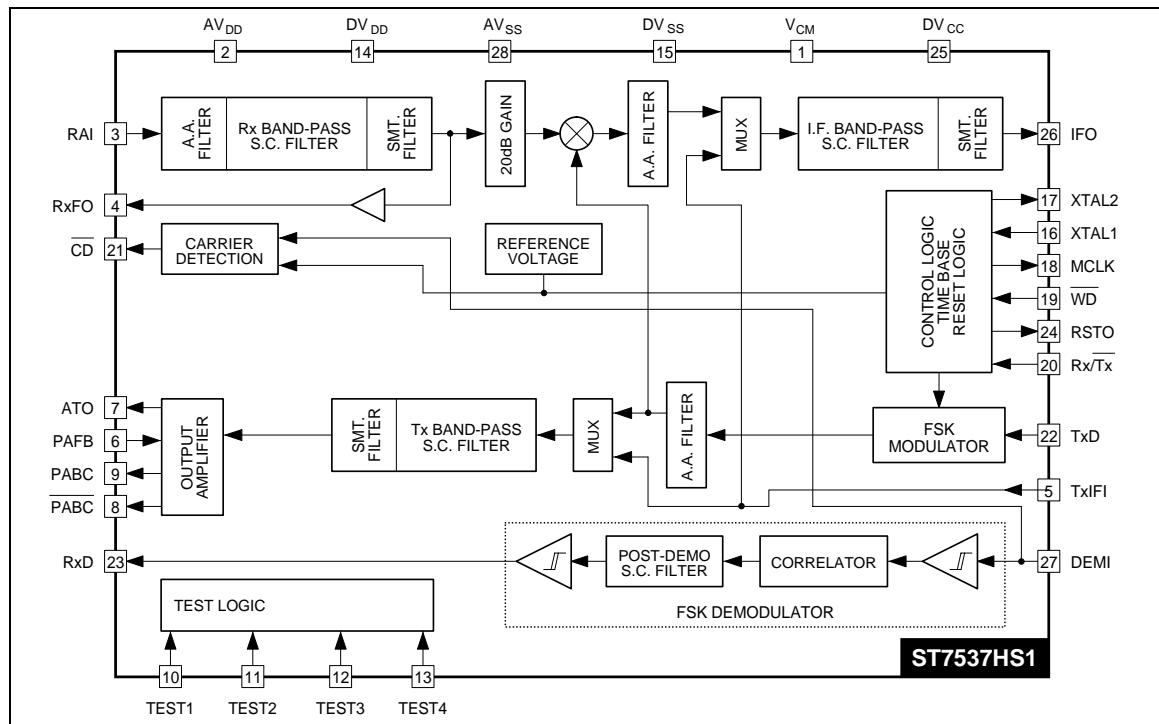 AVDD DVDD AVSS DVSS VCM DVCC
2 14 28 15 1 25
RAI 3
A.A. FILTER
Rx BAND-PASS S.C. FILTER
SMT. FILTER
20dB GAIN
A.A. FILTER
MUX
I.F. BAND-PASS S.C. FILTER
SMT. FILTER
26 IFO
RxFO 4
CD 21
CARRIER
DETECTION
REFERENCE
VOLTAGE
CONTROL LOGIC
TIME BASE
RESET LOGIC
17 XTAL2
16 XTAL1
18 MCLK
19 WD
24 RSTO
20 Rx/Tx
ATO 7
PAFB 6
PABC 9
PABC 8
OUTPUT
AMPLIFIER
SMT.
FILTER
Tx BAND-PASS
S.C. FILTER
MUX
A.A. FILTER
FSK
MODULATOR
22 TxD
5 TxIFI
RxD 23
POST-DEMO
S.C. FILTER
CORRELATOR
27 DEMI
FSK DEMODULATOR
TEST LOGIC
ST7537HS1
10 11 12 13
TEST1 TEST2 TEST3 TEST4